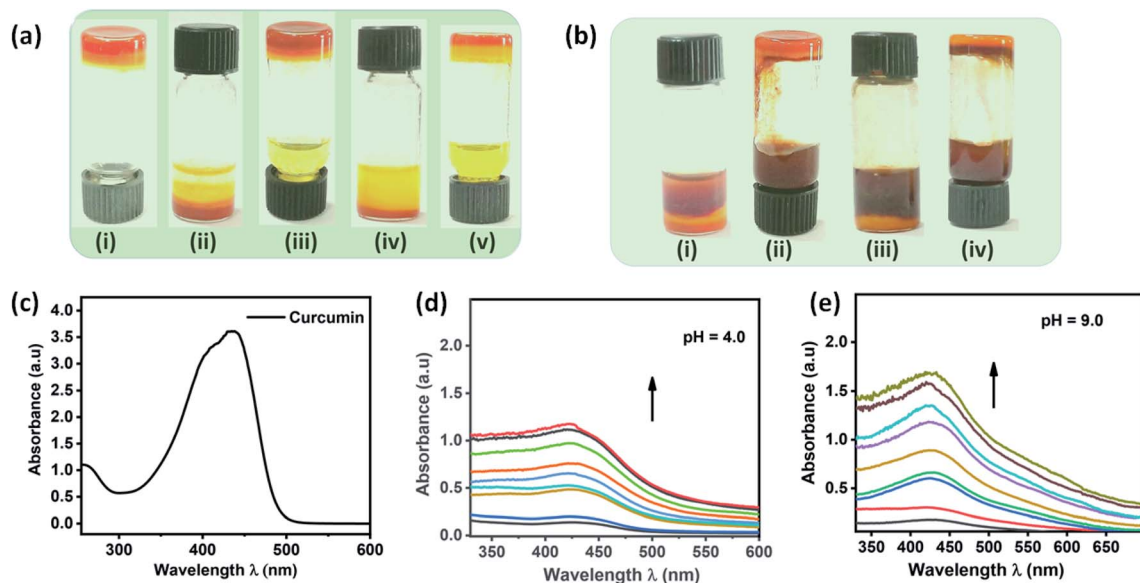 (a)
(i)
(ii)
(iii)
(iv)
(v)
(b)
(i)
(ii)
(iii)
(iv)
(c)
4.0
3.5
3.0
2.5
2.0
1.5
1.0
0.5
0.0
Absorbance (a.u)
Curcumin
300
400
500
600
Wavelength λ (nm)
(d)
2.0
1.5
1.0
0.5
Absorbance (a.u)
pH = 4.0
350
400
450
500
550
600
Wavelength λ (nm)
(e)
2.0
1.5
1.0
0.5
Absorbance (a.u)
pH = 9.0
350
400
450
500
550
600
650
Wavelength λ (nm)